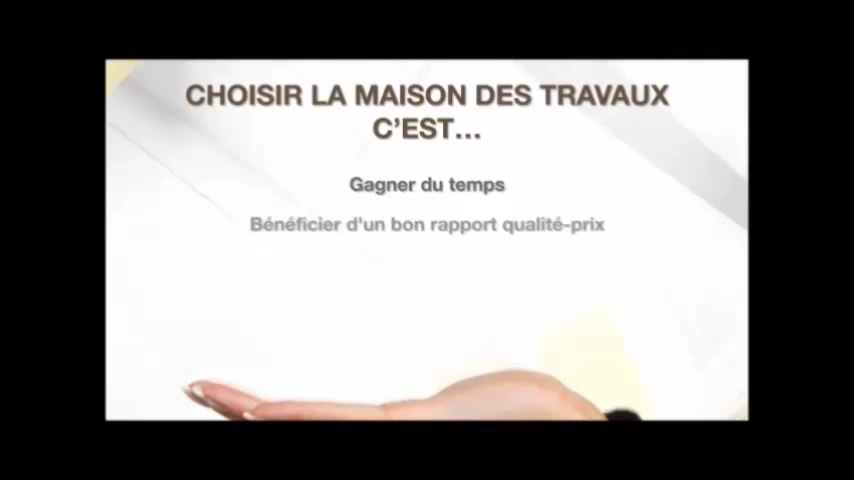 CHOISIR LA MAISON DES TRAVAUX
C’EST…
Gagner du temps
Bénéficier d'un bon rapport qualité-prix